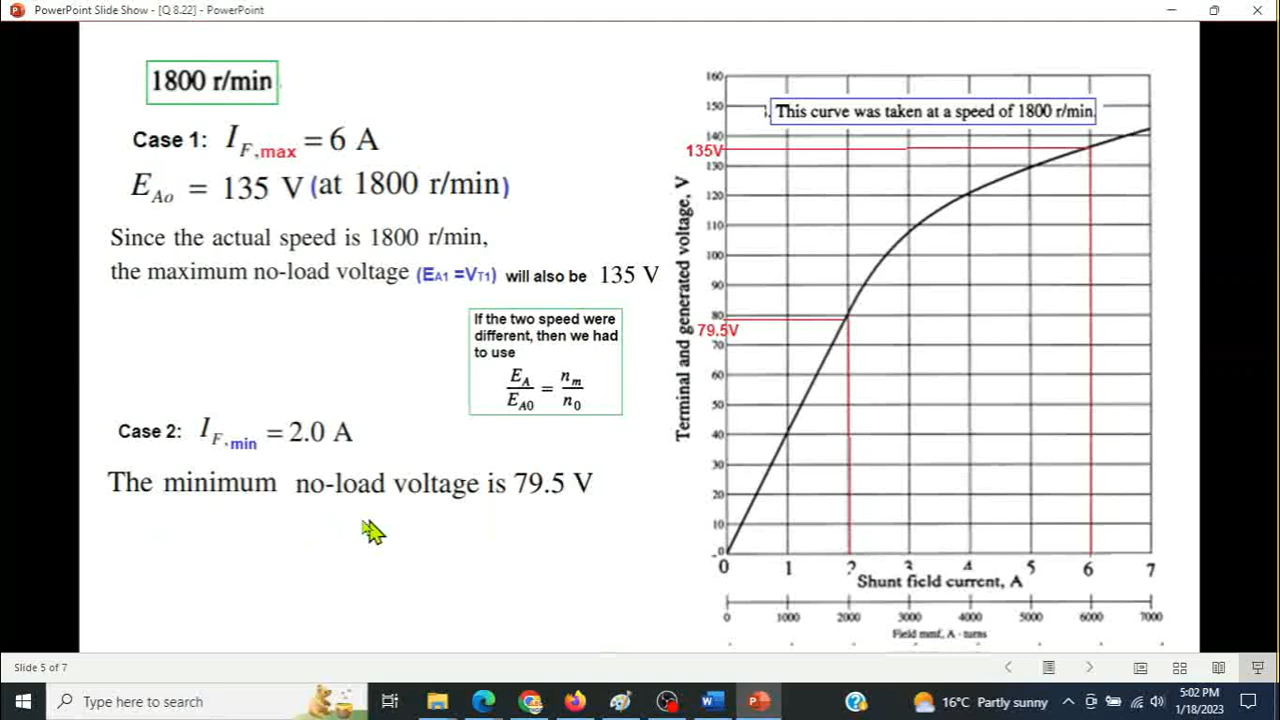 PowerPoint Slide Show - [Q 8.22] - PowerPoint
1800 r/min
Case 1: I F,max = 6 A
E Ao = 135 V (at 1800 r/min)
Since the actual speed is 1800 r/min,
the maximum no-load voltage (EA1 =VT1) will also be 135 V
If the two speed were
different, then we had
to use
E A / E A0 = n m / n 0
Case 2: I F,min = 2.0 A
The minimum no-load voltage is 79.5 V
This curve was taken at a speed of 1800 r/min.
Terminal and generated voltage, V
160
150
140
135V
130
120
110
100
90
80
79.5V
70
60
50
40
30
20
10
0
0 1 2 3 4 5 6 7
Shunt field current, A
0 1000 2000 3000 4000 5000 6000 7000
Field mmf, A · turns
Slide 5 of 7
Type here to search
16°C Partly sunny
5:02 PM
1/18/2023